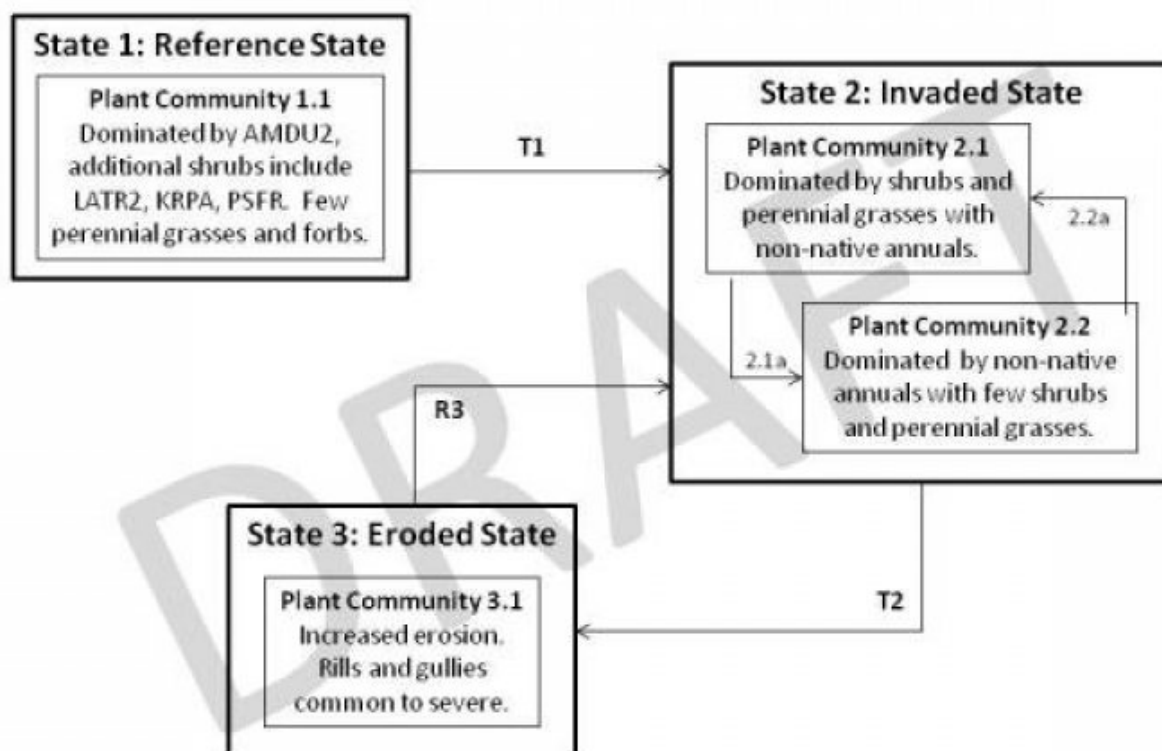 State 1: Reference State
Plant Community 1.1
Dominated by AMDU2,
additional shrubs include
LATR2, KRPA, PSFR. Few
perennial grasses and forbs.
T1
State 2: Invaded State
Plant Community 2.1
Dominated by shrubs and
perennial grasses with
non-native annuals.
2.2a
2.1a
Plant Community 2.2
Dominated by non-native
annuals with few shrubs
and perennial grasses.
R3
State 3: Eroded State
Plant Community 3.1
Increased erosion.
Rills and gullies
common to severe.
T2
DRAFT